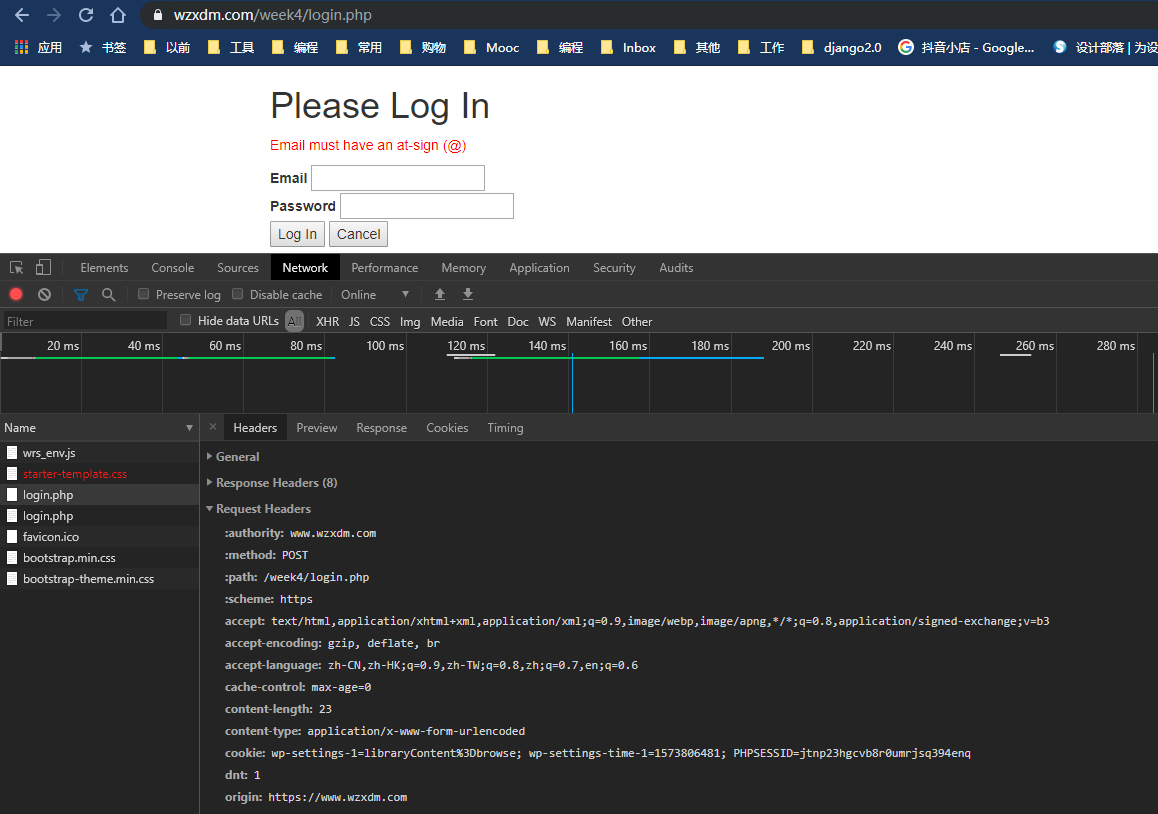 wzxdm.com/week4/login.php
应用 书签 以前 工具 编程 常用 购物 Mooc 编程 Inbox 其他 工作 django2.0 抖音小店 - Google... 设计部落 | 为设
Please Log In
Email must have an at-sign (@)
Email
Password
Log In Cancel
Elements Console Sources Network Performance Memory Application Security Audits
Preserve log Disable cache Online
Filter Hide data URLs All XHR JS CSS Img Media Font Doc WS Manifest Other
20 ms 40 ms 60 ms 80 ms 100 ms 120 ms 140 ms 160 ms 180 ms 200 ms 220 ms 240 ms 260 ms 280 ms
Name Headers Preview Response Cookies Timing
wrs_env.js
starter-template.css
login.php
login.php
favicon.ico
bootstrap.min.css
bootstrap-theme.min.css
General
Response Headers (8)
Request Headers
:authority: www.wzxdm.com
:method: POST
:path: /week4/login.php
:scheme: https
accept: text/html,application/xhtml+xml,application/xml;q=0.9,image/webp,image/apng,*/*;q=0.8,application/signed-exchange;v=b3
accept-encoding: gzip, deflate, br
accept-language: zh-CN,zh-HK;q=0.9,zh-TW;q=0.8,zh;q=0.7,en;q=0.6
cache-control: max-age=0
content-length: 23
content-type: application/x-www-form-urlencoded
cookie: wp-settings-1=libraryContent%3Dbrowse; wp-settings-time-1=1573806481; PHPSESSID=jtnp23hgcvb8r0umrjsq394enq
dnt: 1
origin: https://www.wzxdm.com